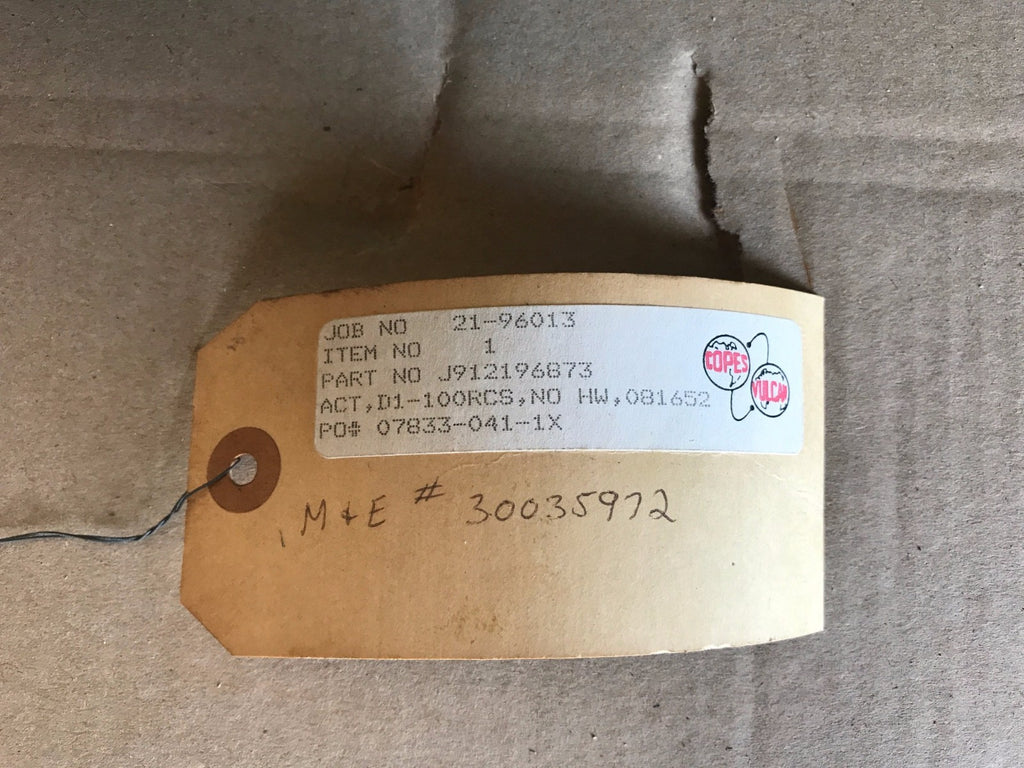 JOB NO 21-96013
ITEM NO 1
PART NO J912196873
ACT,D1-100RCS,NO HW,081652
PO# 07833-041-1X
COPES
VULCAN
M & E # 30035972